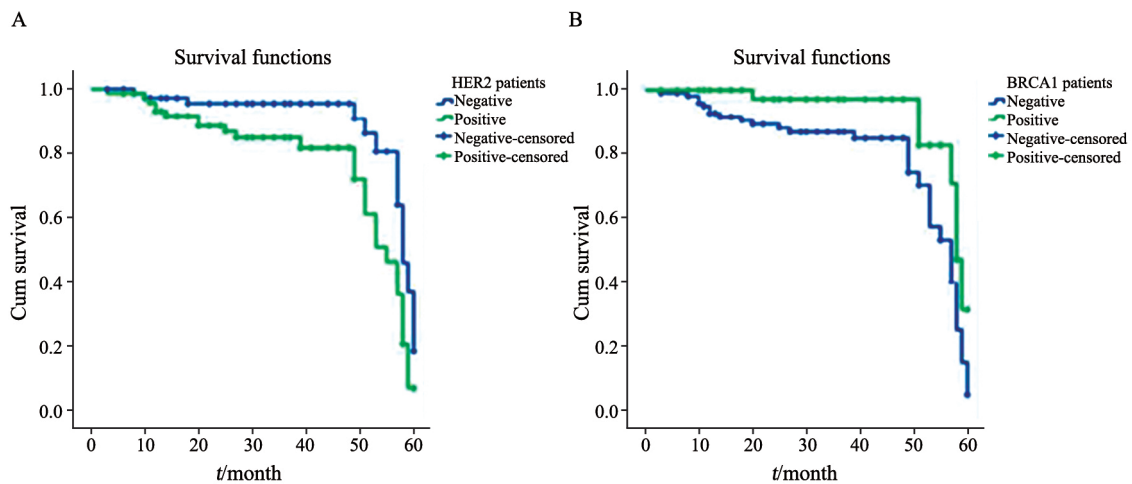 A
Survival functions
HER2 patients
Negative
Positive
Negative-censored
Positive-censored
Cum survival
1.0
0.8
0.6
0.4
0.2
0.0
0 10 20 30 40 50 60
t/month
B
Survival functions
BRCA1 patients
Negative
Positive
Negative-censored
Positive-censored
Cum survival
1.0
0.8
0.6
0.4
0.2
0.0
0 10 20 30 40 50 60
t/month